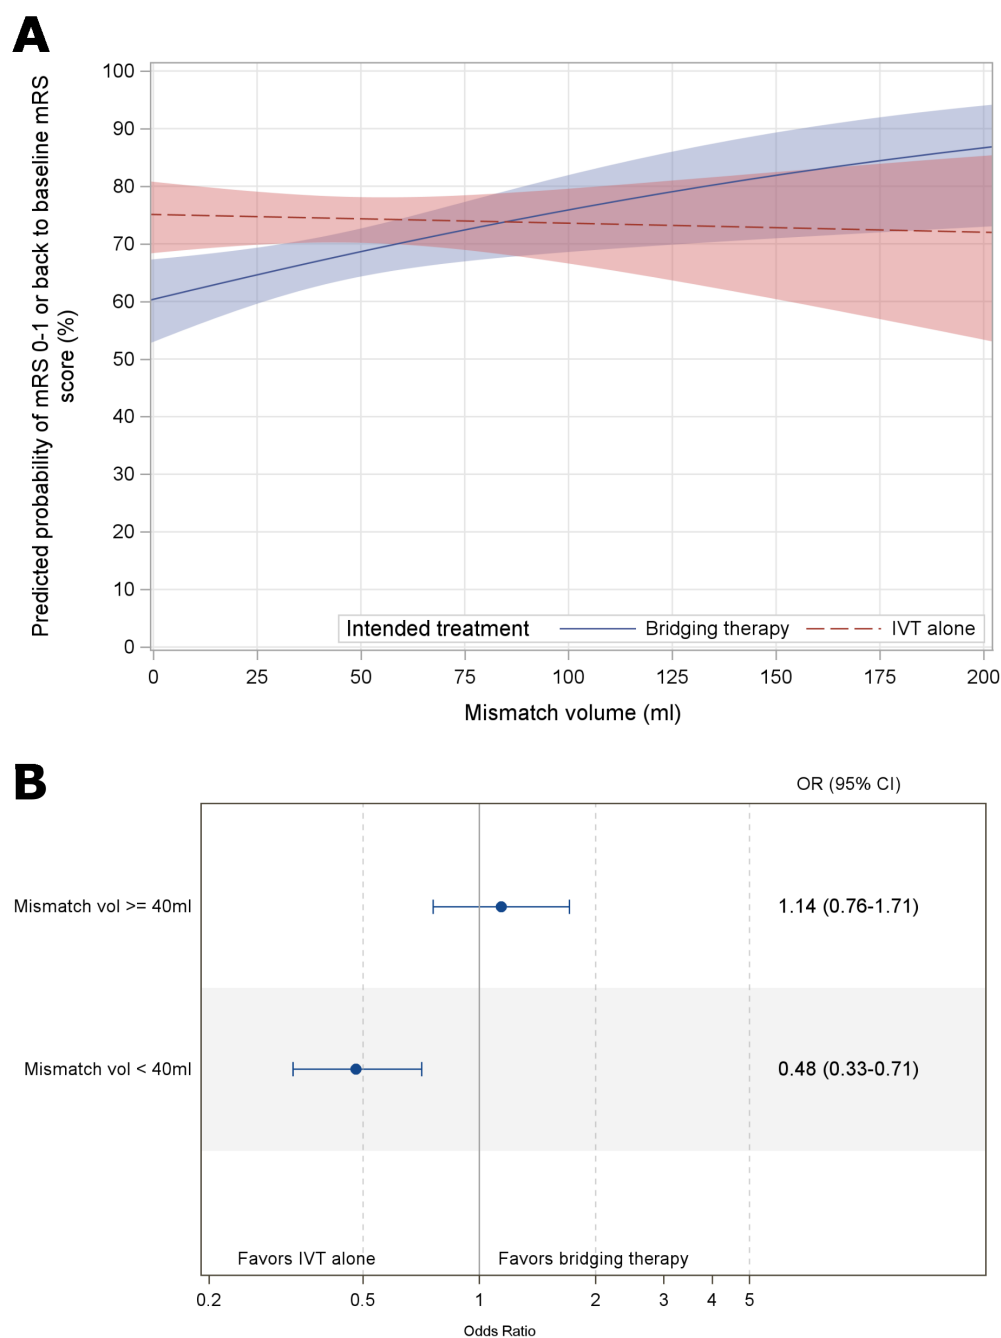 A
Predicted probability of mRS 0-1 or back to baseline mRS
score (%)
100
90
80
70
60
50
40
30
20
10
0
Intended treatment Bridging therapy IVT alone
0 25 50 75 100 125 150 175 200
Mismatch volume (ml)
B
OR (95% CI)
Mismatch vol >= 40ml 1.14 (0.76-1.71)
Mismatch vol < 40ml 0.48 (0.33-0.71)
Favors IVT alone Favors bridging therapy
0.2 0.5 1 2 3 4 5
Odds Ratio